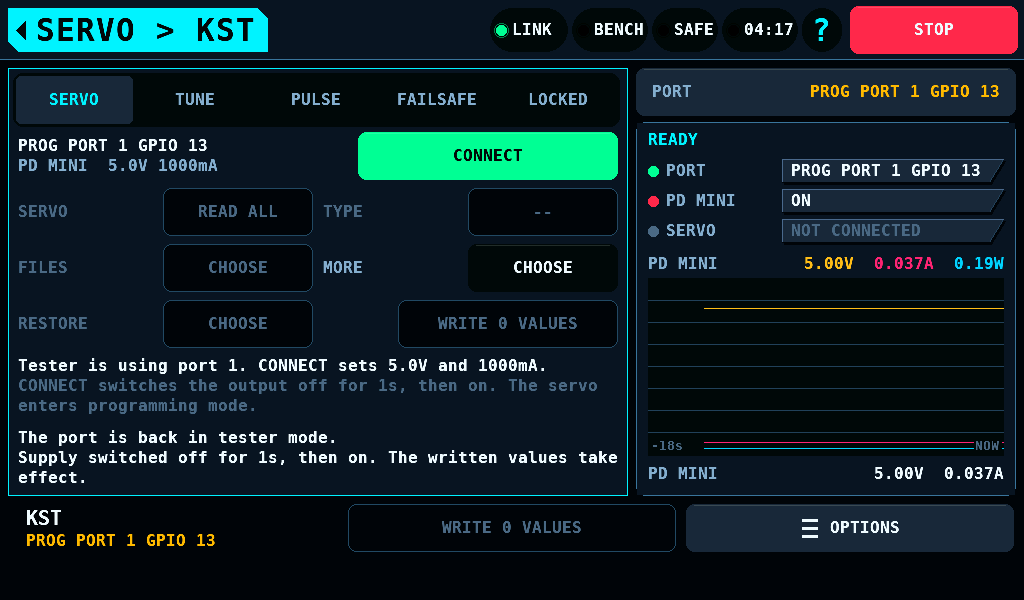 SERVO > KST
LINK
BENCH
SAFE
04:17
?
STOP
SERVO
TUNE
PULSE
FAILSAFE
LOCKED
PROG PORT 1 GPIO 13
PD MINI 5.0V 1000mA
CONNECT
SERVO
READ ALL
TYPE
--
FILES
CHOOSE
MORE
CHOOSE
RESTORE
CHOOSE
WRITE 0 VALUES
Tester is using port 1. CONNECT sets 5.0V and 1000mA.
CONNECT switches the output off for 1s, then on. The servo
enters programming mode.
The port is back in tester mode.
Supply switched off for 1s, then on. The written values take
effect.
PORT
PROG PORT 1 GPIO 13
READY
PORT
PROG PORT 1 GPIO 13
PD MINI
ON
SERVO
NOT CONNECTED
PD MINI 5.00V 0.037A 0.19W
-18s
NOW
PD MINI 5.00V 0.037A
KST
PROG PORT 1 GPIO 13
WRITE 0 VALUES
OPTIONS